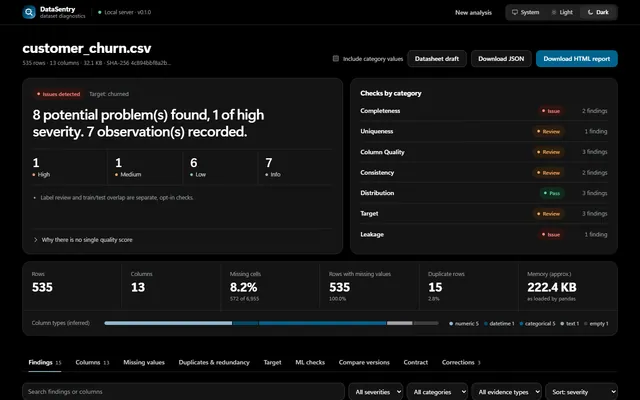 DataSentry
dataset diagnostics
Local server · v0.1.0
New analysis
System
Light
Dark
customer_churn.csv
535 rows · 13 columns · 32.1 KB · SHA-256 4c894bbf8a2b...
Include category values
Datasheet draft
Download JSON
Download HTML report
Issues detected
Target: churned
8 potential problem(s) found, 1 of high
severity. 7 observation(s) recorded.
1
High
1
Medium
6
Low
7
Info
Label review and train/test overlap are separate, opt-in checks.
Why there is no single quality score
Checks by category
Completeness Issue 2 findings
Uniqueness Review 1 finding
Column Quality Review 3 findings
Consistency Review 2 findings
Distribution Pass 3 findings
Target Review 3 findings
Leakage Issue 1 finding
Rows
535
Columns
13
Missing cells
8.2%
572 of 6,955
Rows with missing values
535
100.0%
Duplicate rows
15
2.8%
Memory (approx.)
222.4 KB
as loaded by pandas
Column types (inferred)
numeric 5
datetime 1
categorical 5
text 1
empty 1
Findings 15
Columns 13
Missing values
Duplicates & redundancy
Target
ML checks
Compare versions
Contract
Corrections 3
Search findings or columns
All severities
All categories
All evidence types
Sort: severity